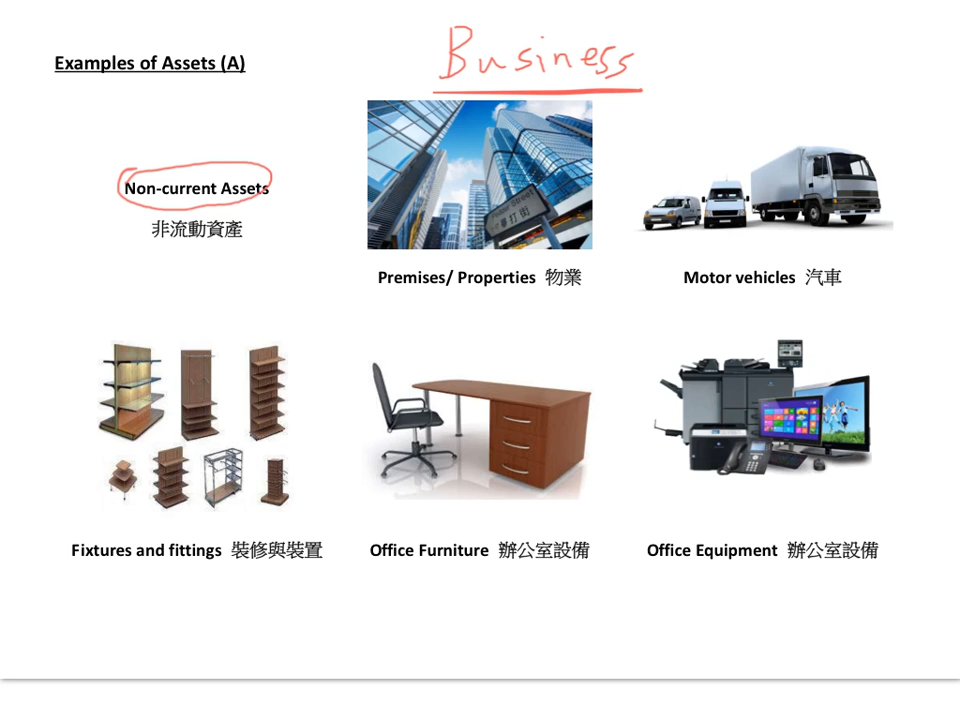 Business
Examples of Assets (A)
Non-current Assets
非流動資產
Premises/ Properties 物業
Motor vehicles 汽車
Fixtures and fittings 裝修與裝置
Office Furniture 辦公室設備
Office Equipment 辦公室設備